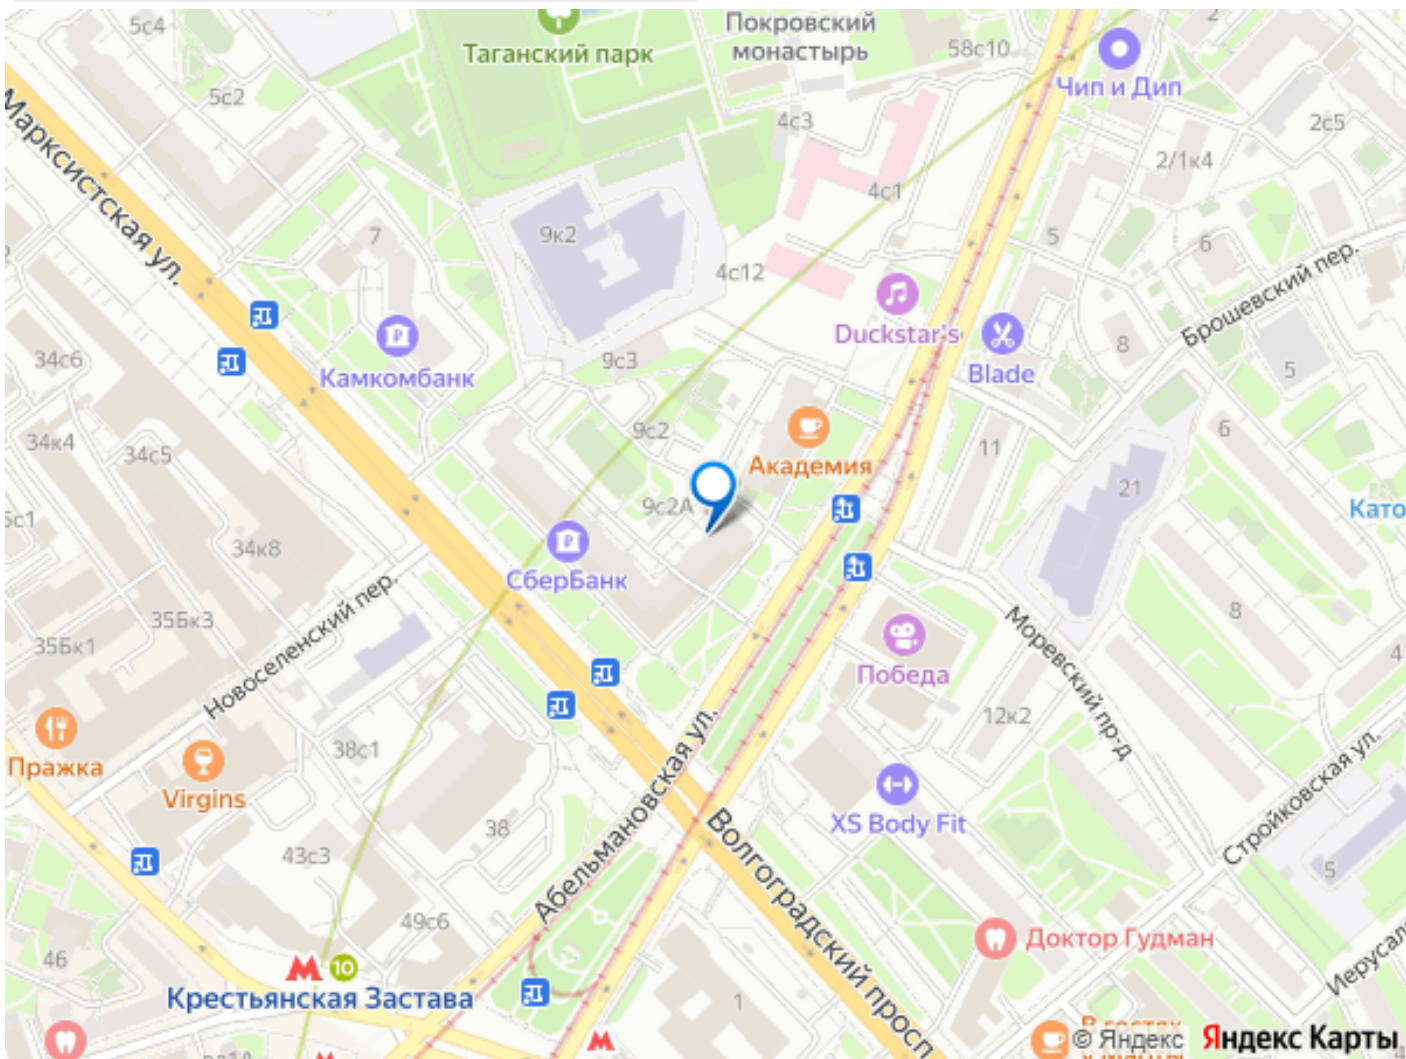 5с4
Таганский парк
Покровский
монастырь
58с10
2
Чип и Дип
5с2
4с3
2с5
Марксистская ул.
2/1к4
4с1
7
9к2
5
6
4с12
Брошевский пер.
Duckstar's
Blade
8
5
34с6
Камкомбанк
9с3
9с2
6
34к4
34с5
Академия
11
21
9с2А
Като
34к8
СберБанк
35Бк3
35Бк1
Новоселенский пер.
8
Моревский пр-д
4
Победа
12к2
Пражка
38с1
Virgins
Абельмановская ул.
Стройковская ул.
XS Body Fit
38
43с3
Волгоградский просп
5
49с6
Доктор Гудман
46
10
Крестьянская Застава
1
Иерусал
© Яндекс
Яндекс Карты